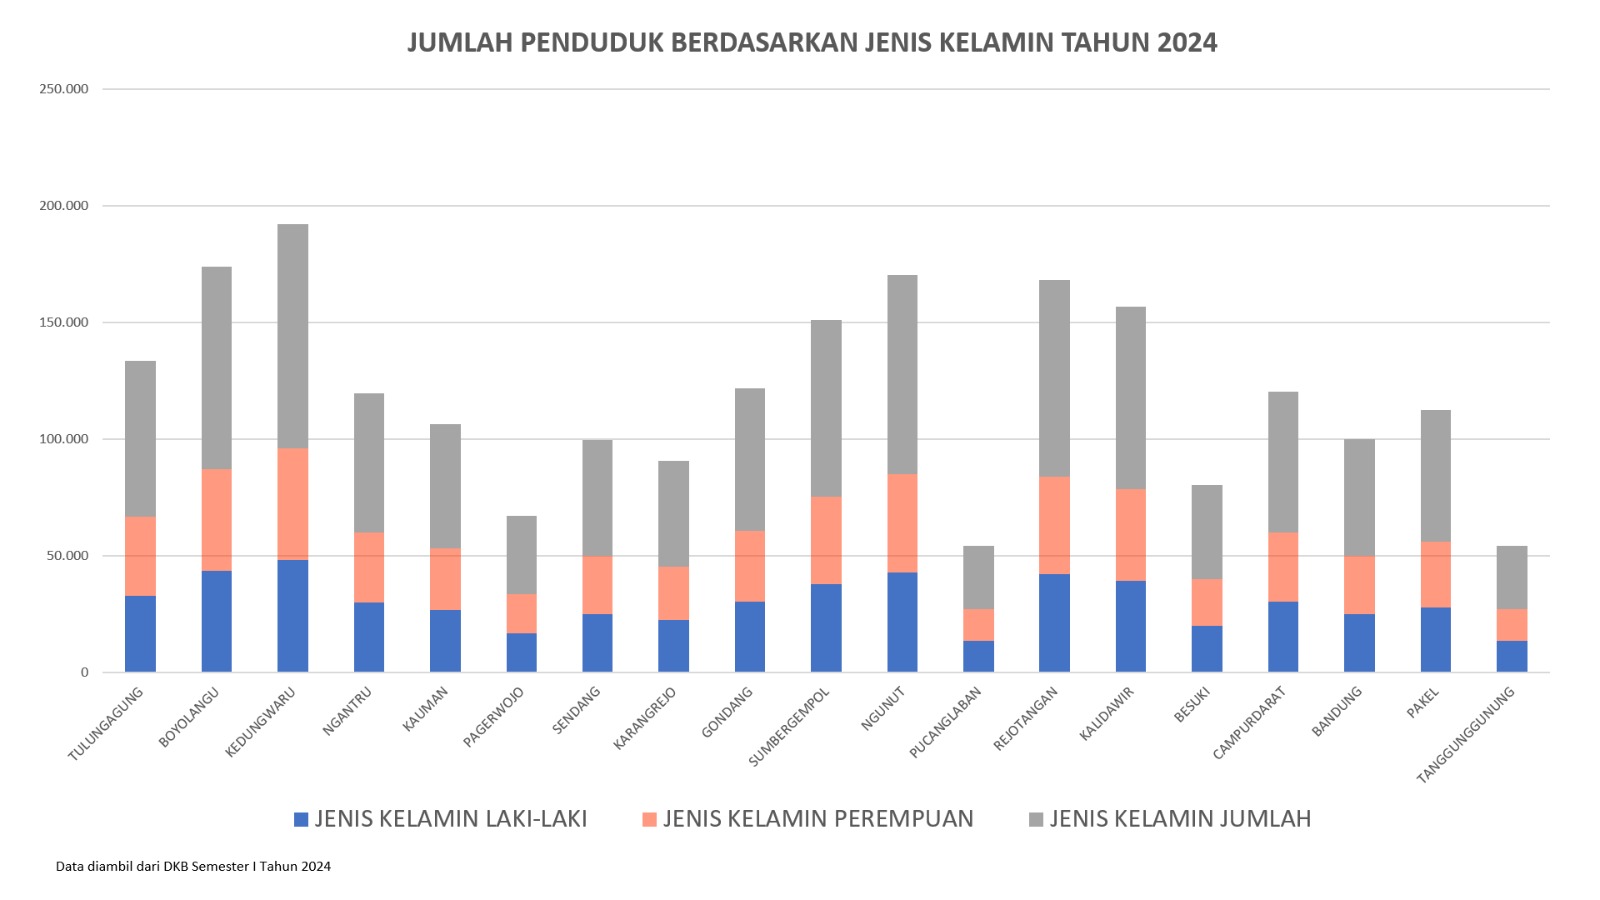 JUMLAH PENDUDUK BERDASARKAN JENIS KELAMIN TAHUN 2024
250.000
200.000
150.000
100.000
50.000
0
TULUNGAGUNG
BOYOLANGU
KEDUNGWARU
NGANTRU
KAUMAN
PAGERWOJO
SENDANG
KARANGREJO
GONDANG
SUMBERGEMPOL
NGUNUT
PUCANGLABAN
REJOTANGAN
KALIDAWIR
BESUKI
CAMPURDARAT
BANDUNG
PAKEL
TANGGUNGGUNUNG
JENIS KELAMIN LAKI-LAKI
JENIS KELAMIN PEREMPUAN
JENIS KELAMIN JUMLAH
Data diambil dari DKB Semester I Tahun 2024